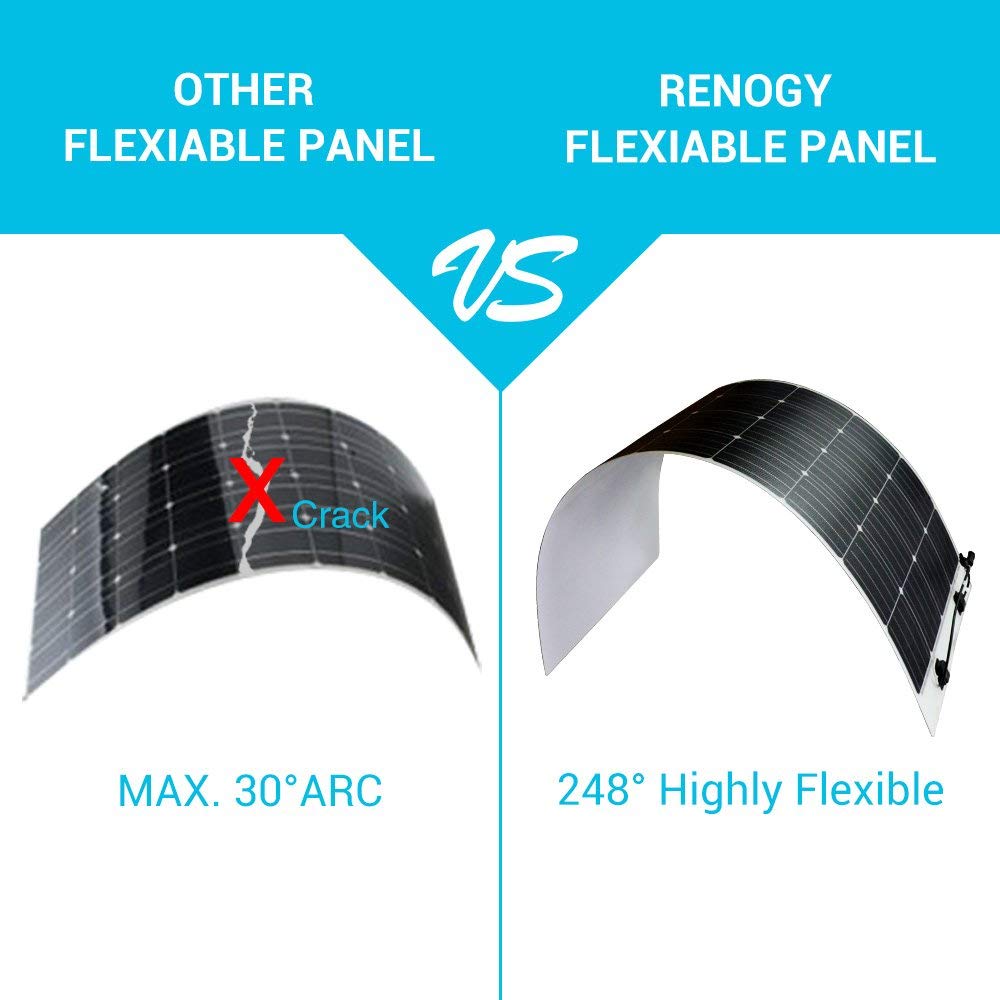 OTHER
FLEXIABLE PANEL
RENOGY
FLEXIABLE PANEL
VS
X
Crack
MAX. 30°ARC
248° Highly Flexible